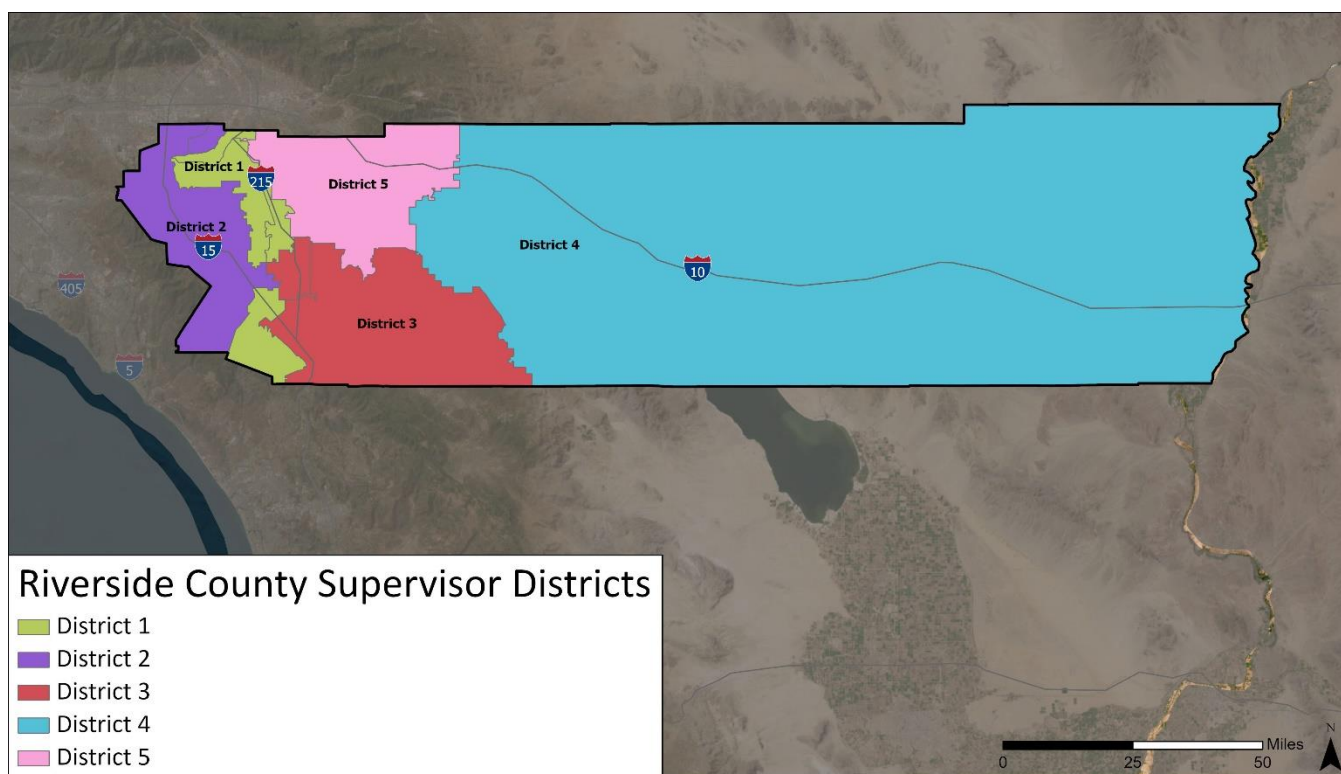 District 1
215
District 5
District 2
15
District 4
10
405
District 3
5
Riverside County Supervisor Districts
District 1
District 2
District 3
District 4
District 5
N
Miles
0 25 50